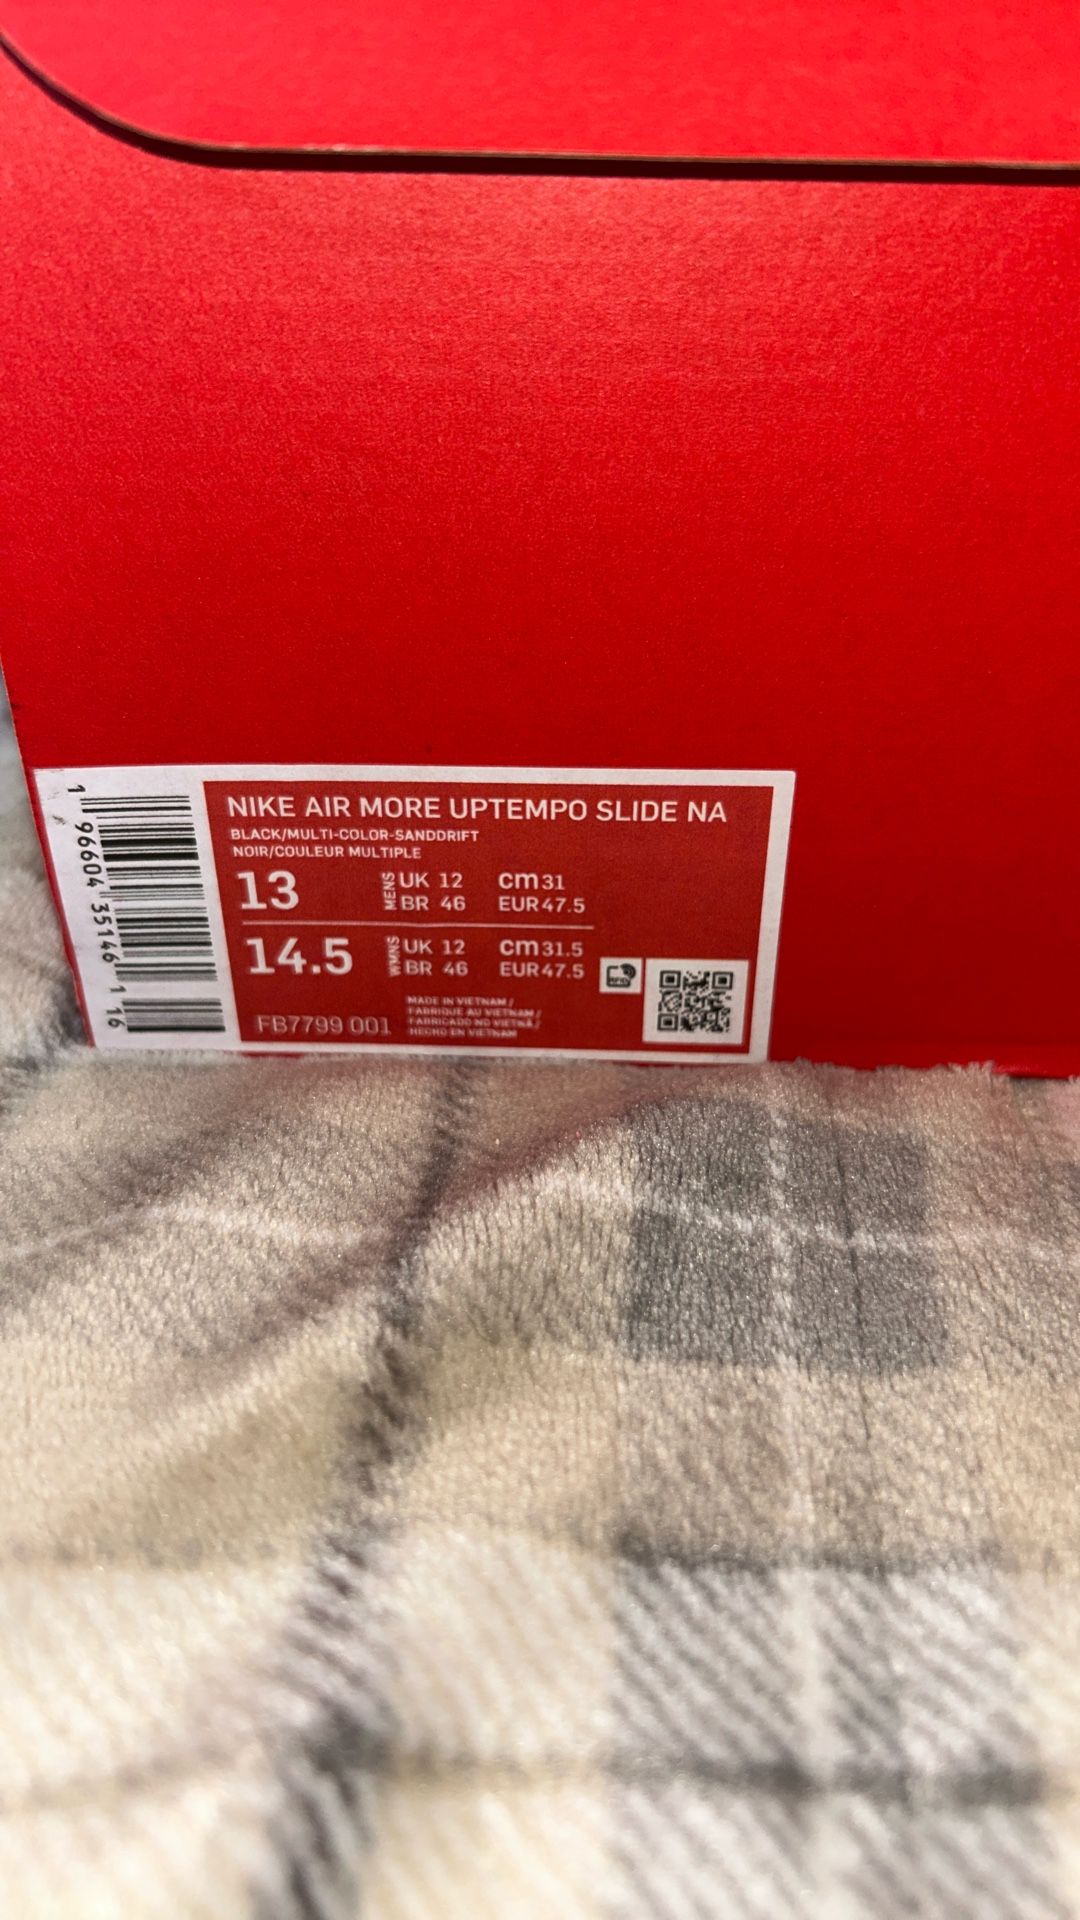 NIKE AIR MORE UPTEMPO SLIDE NA
BLACK/MULTI-COLOR-SANDDRIFT
NOIR/COULEUR MULTIPLE
13 MENS UK 12 cm 31
BR 46 EUR 47.5
14.5 WMNS UK 12 cm 31.5
BR 46 EUR 47.5
FB7799 001
MADE IN VIETNAM /
FABRIQUE AU VIETNAM /
FABRICADO NO VIETNÃ /
HECHO EN VIETNAM
1 96604 35146 1 16